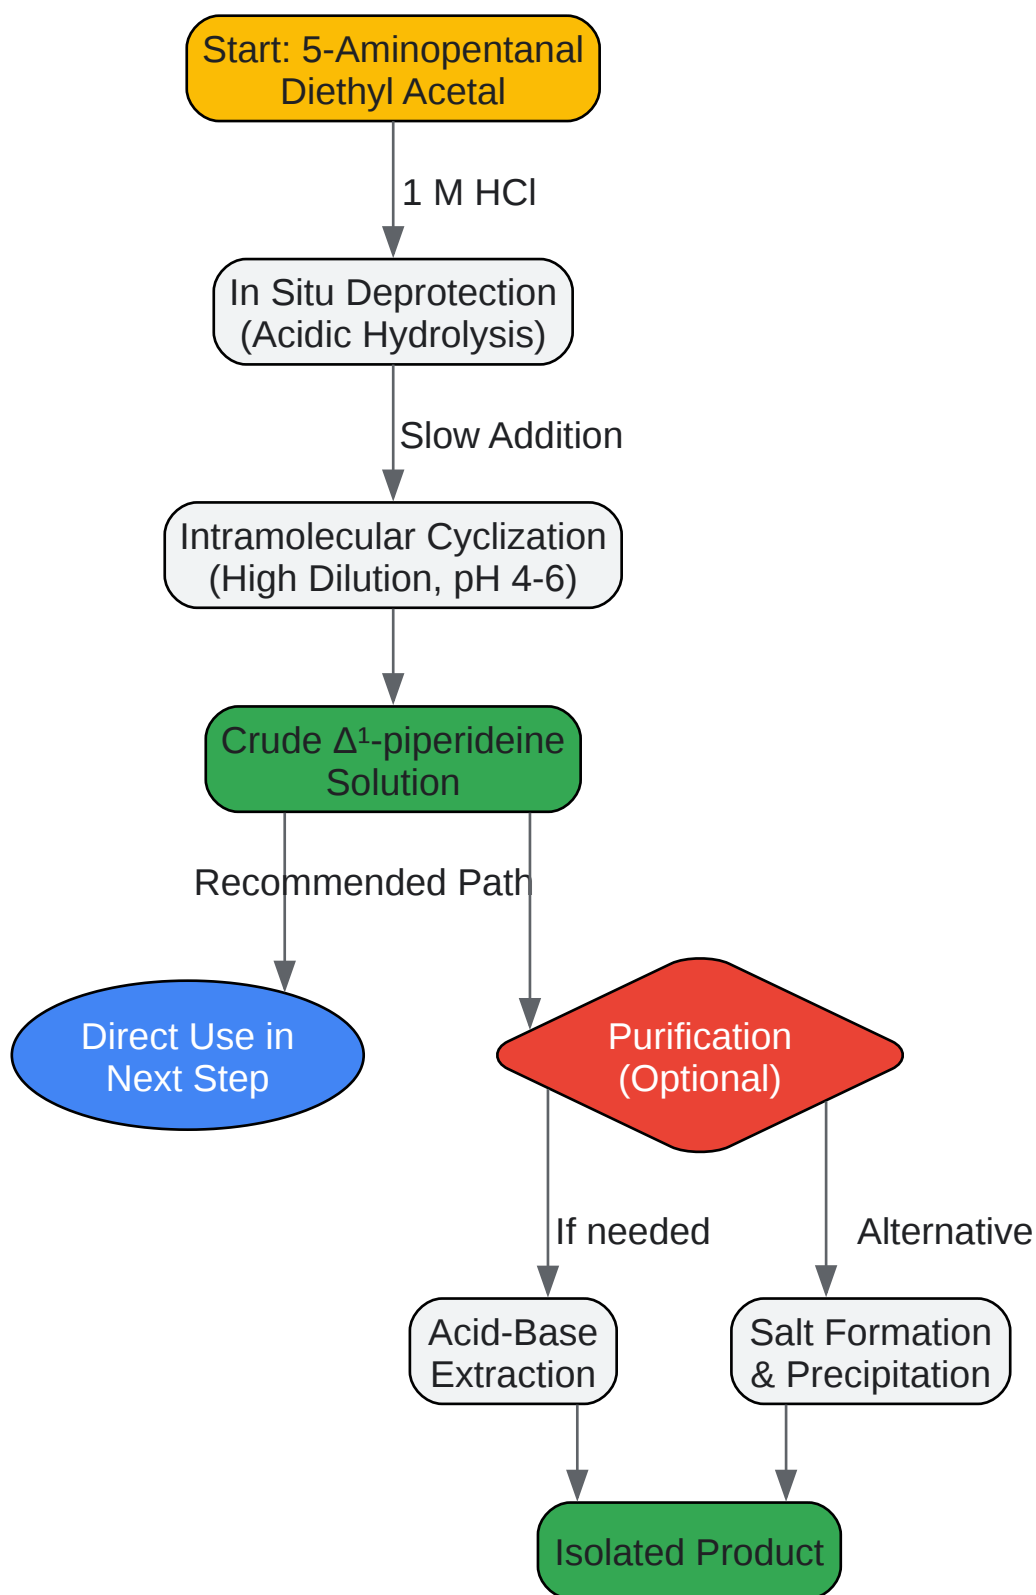 Start: 5-Aminopentanal
Diethyl Acetal
1 M HCl
In Situ Deprotection
(Acidic Hydrolysis)
Slow Addition
Intramolecular Cyclization
(High Dilution, pH 4-6)
Crude Δ¹-piperideine
Solution
Recommended Path
Direct Use in
Next Step
Purification
(Optional)
If needed
Alternative
Acid-Base
Extraction
Salt Formation
& Precipitation
Isolated Product